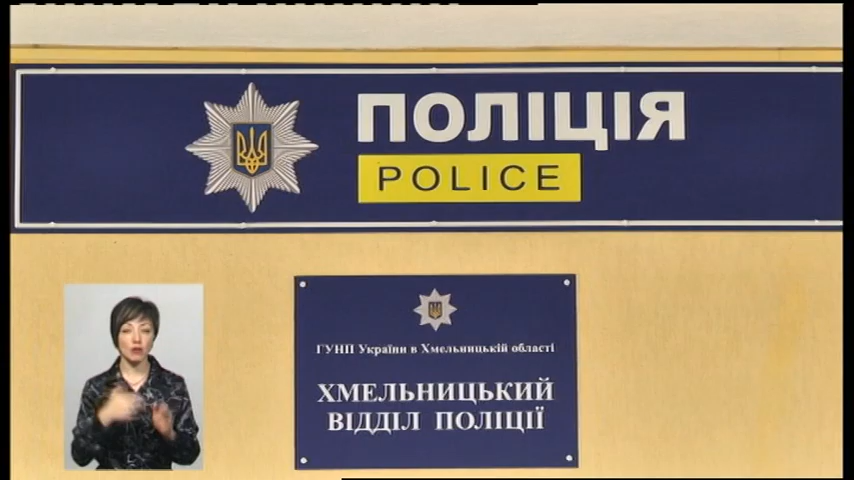 ПОЛІЦІЯ
POLICE
ГУНП України в Хмельницькій області
ХМЕЛЬНИЦЬКИЙ
ВІДДІЛ ПОЛІЦІЇ